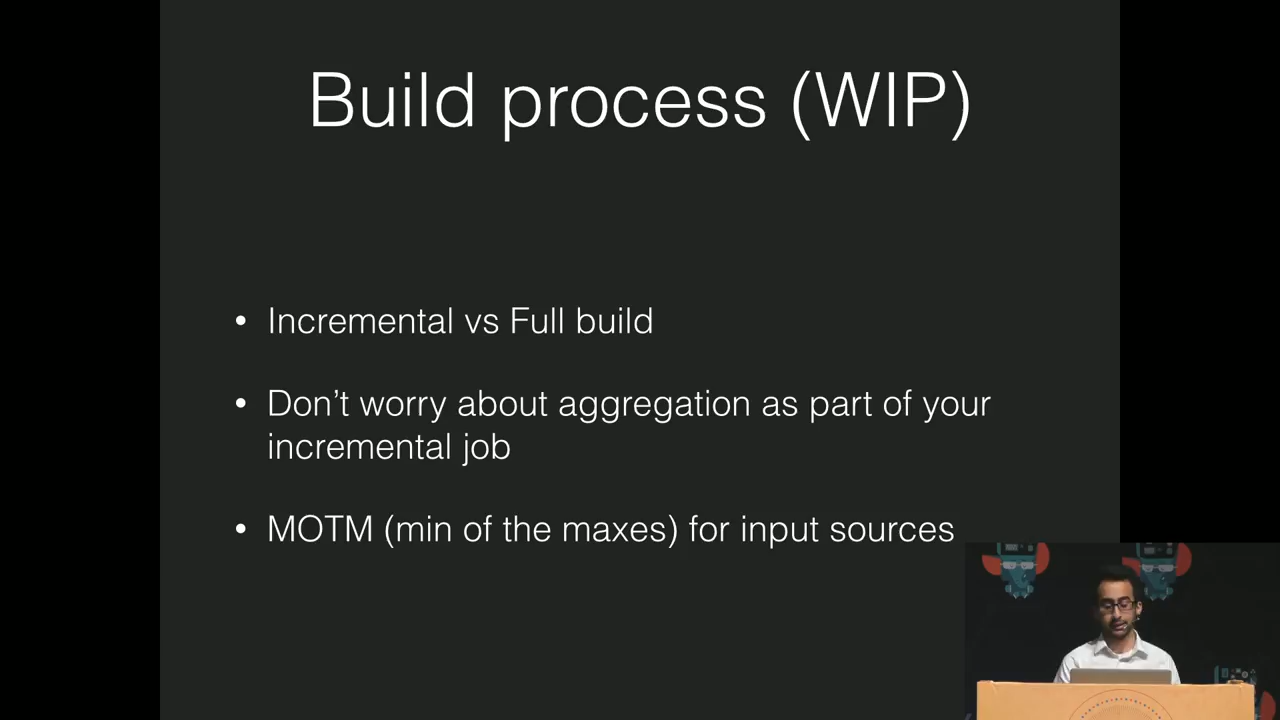 Build process (WIP)
• Incremental vs Full build
• Don’t worry about aggregation as part of your
incremental job
• MOTM (min of the maxes) for input sources